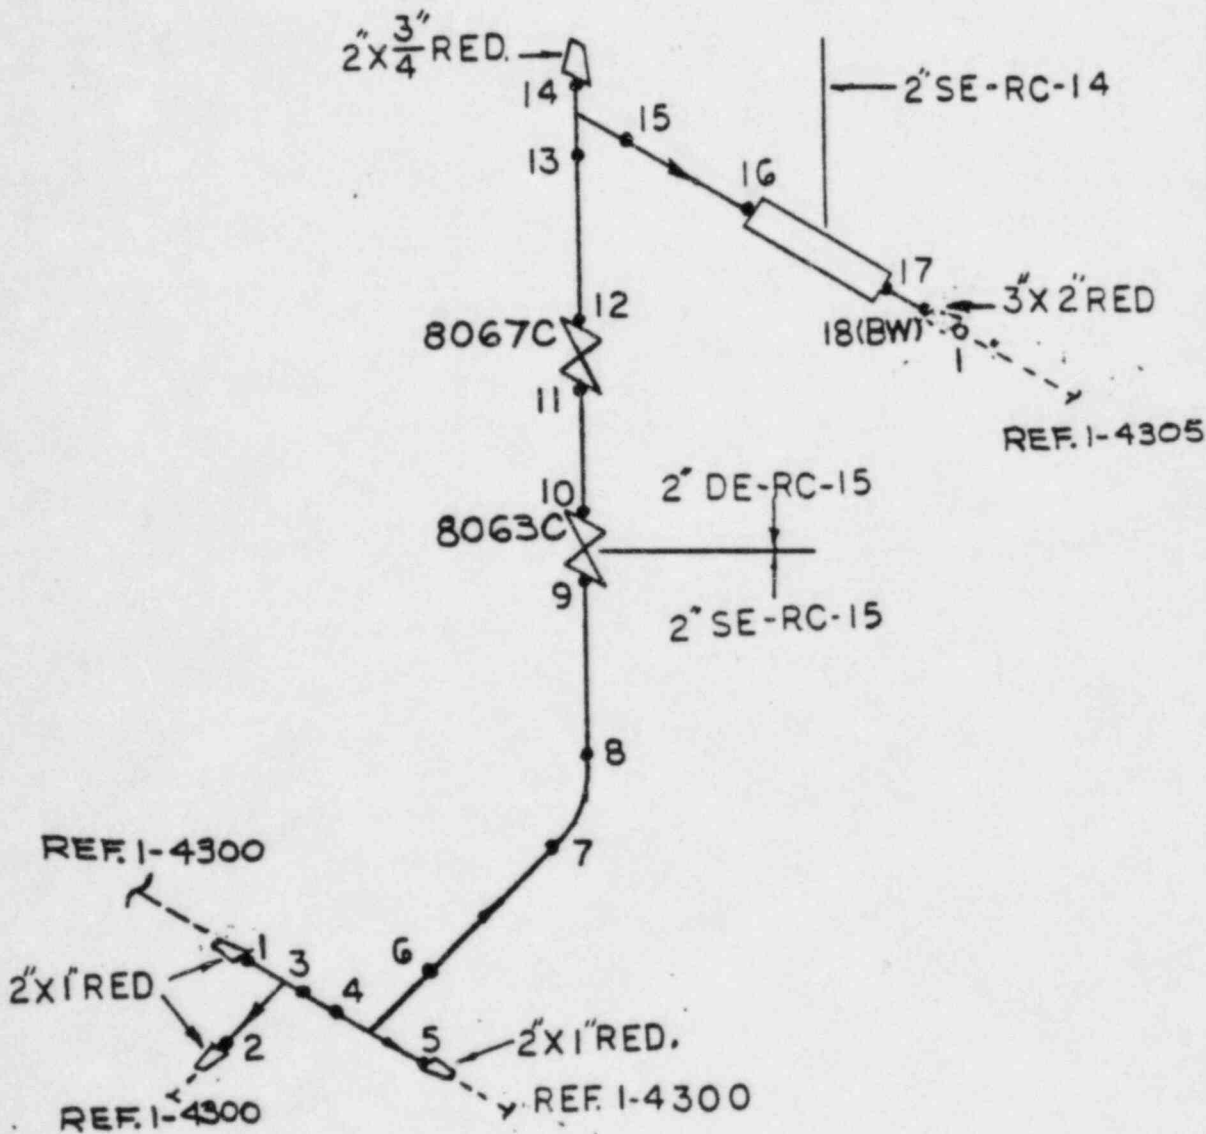 2"X 3/4" RED.
14
2" SE-RC-14
15
13
16
17
3" X 2" RED
12
8067C
18(BW)
1
11
REF. 1-4305
10
2" DE-RC-15
8063C
9
2" SE-RC-15
8
REF. 1-4300
7
6
1
3
2"X1" RED
4
5
2"X1" RED.
2
REF. 1-4300
REF. 1-4300